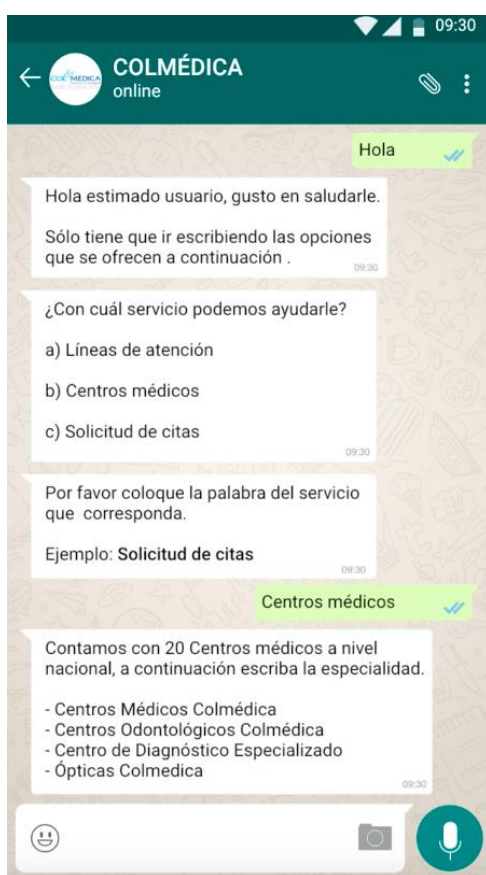 09:30
COLMÉDICA
COLMÉDICA
online
Hola
Hola estimado usuario, gusto en saludarle.
Sólo tiene que ir escribiendo las opciones
que se ofrecen a continuación .
09:30
¿Con cuál servicio podemos ayudarle?
a) Líneas de atención
b) Centros médicos
c) Solicitud de citas
09:30
Por favor coloque la palabra del servicio
que corresponda.
Ejemplo: Solicitud de citas
09:30
Centros médicos
Contamos con 20 Centros médicos a nivel
nacional, a continuación escriba la especialidad.
- Centros Médicos Colmédica
- Centros Odontológicos Colmédica
- Centro de Diagnóstico Especializado
- Ópticas Colmedica
09:30